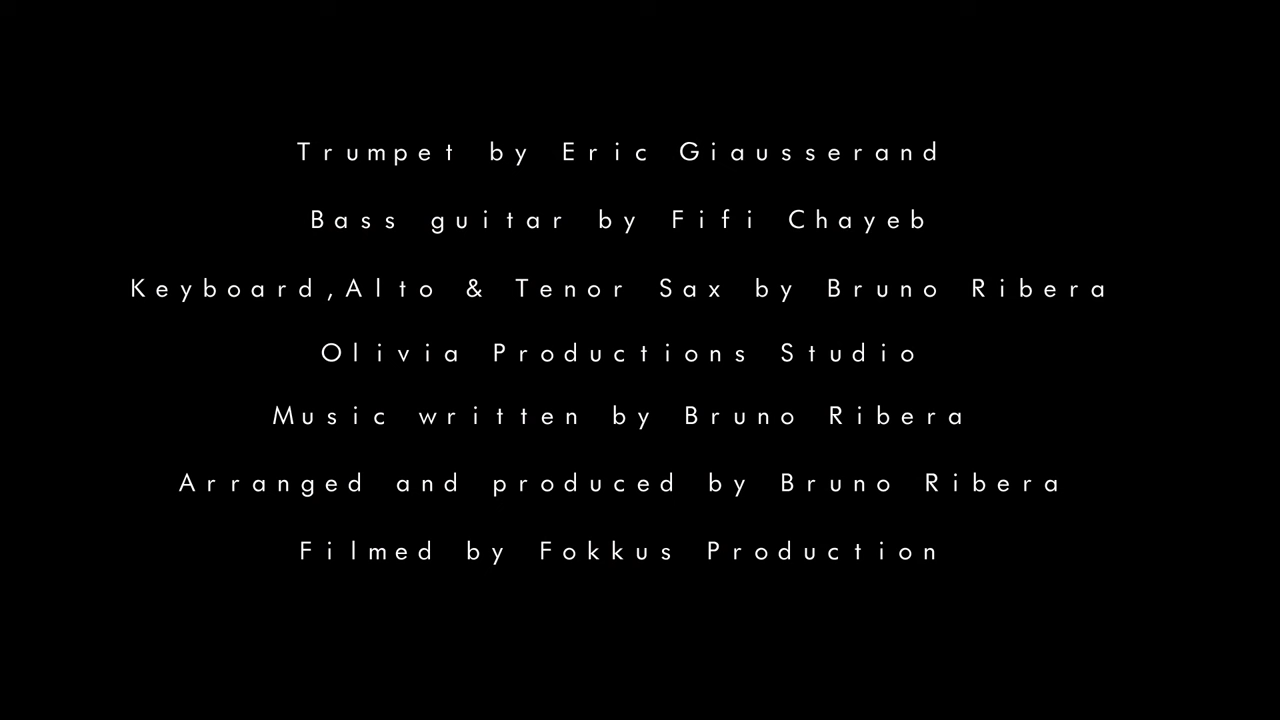 Trumpet by Eric Giausserand
Bass guitar by Fifi Chayeb
Keyboard,Alto & Tenor Sax by Bruno Ribera
Olivia Productions Studio
Music written by Bruno Ribera
Arranged and produced by Bruno Ribera
Filmed by Fokkus Production